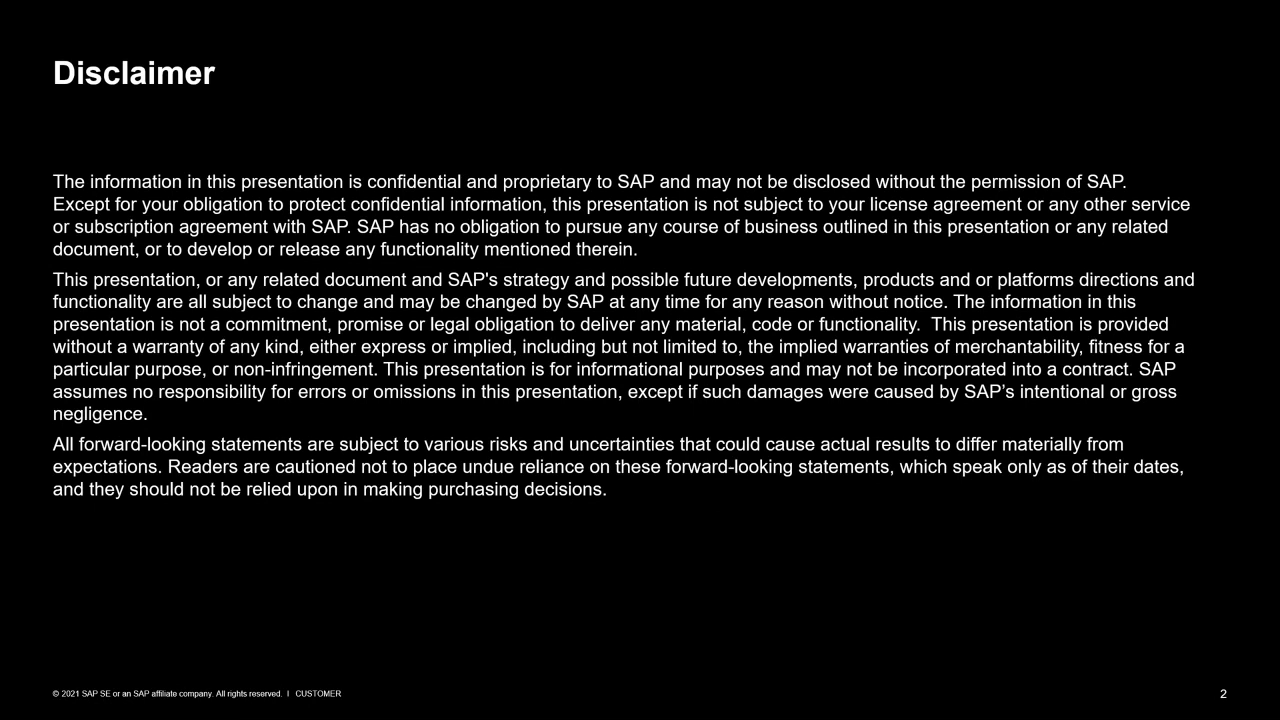 Disclaimer
The information in this presentation is confidential and proprietary to SAP and may not be disclosed without the permission of SAP.
Except for your obligation to protect confidential information, this presentation is not subject to your license agreement or any other service
or subscription agreement with SAP. SAP has no obligation to pursue any course of business outlined in this presentation or any related
document, or to develop or release any functionality mentioned therein.
This presentation, or any related document and SAP's strategy and possible future developments, products and or platforms directions and
functionality are all subject to change and may be changed by SAP at any time for any reason without notice. The information in this
presentation is not a commitment, promise or legal obligation to deliver any material, code or functionality.  This presentation is provided
without a warranty of any kind, either express or implied, including but not limited to, the implied warranties of merchantability, fitness for a
particular purpose, or non-infringement. This presentation is for informational purposes and may not be incorporated into a contract. SAP
assumes no responsibility for errors or omissions in this presentation, except if such damages were caused by SAP’s intentional or gross
negligence.
All forward-looking statements are subject to various risks and uncertainties that could cause actual results to differ materially from
expectations. Readers are cautioned not to place undue reliance on these forward-looking statements, which speak only as of their dates,
and they should not be relied upon in making purchasing decisions.
© 2021 SAP SE or an SAP affiliate company. All rights reserved. I CUSTOMER
2